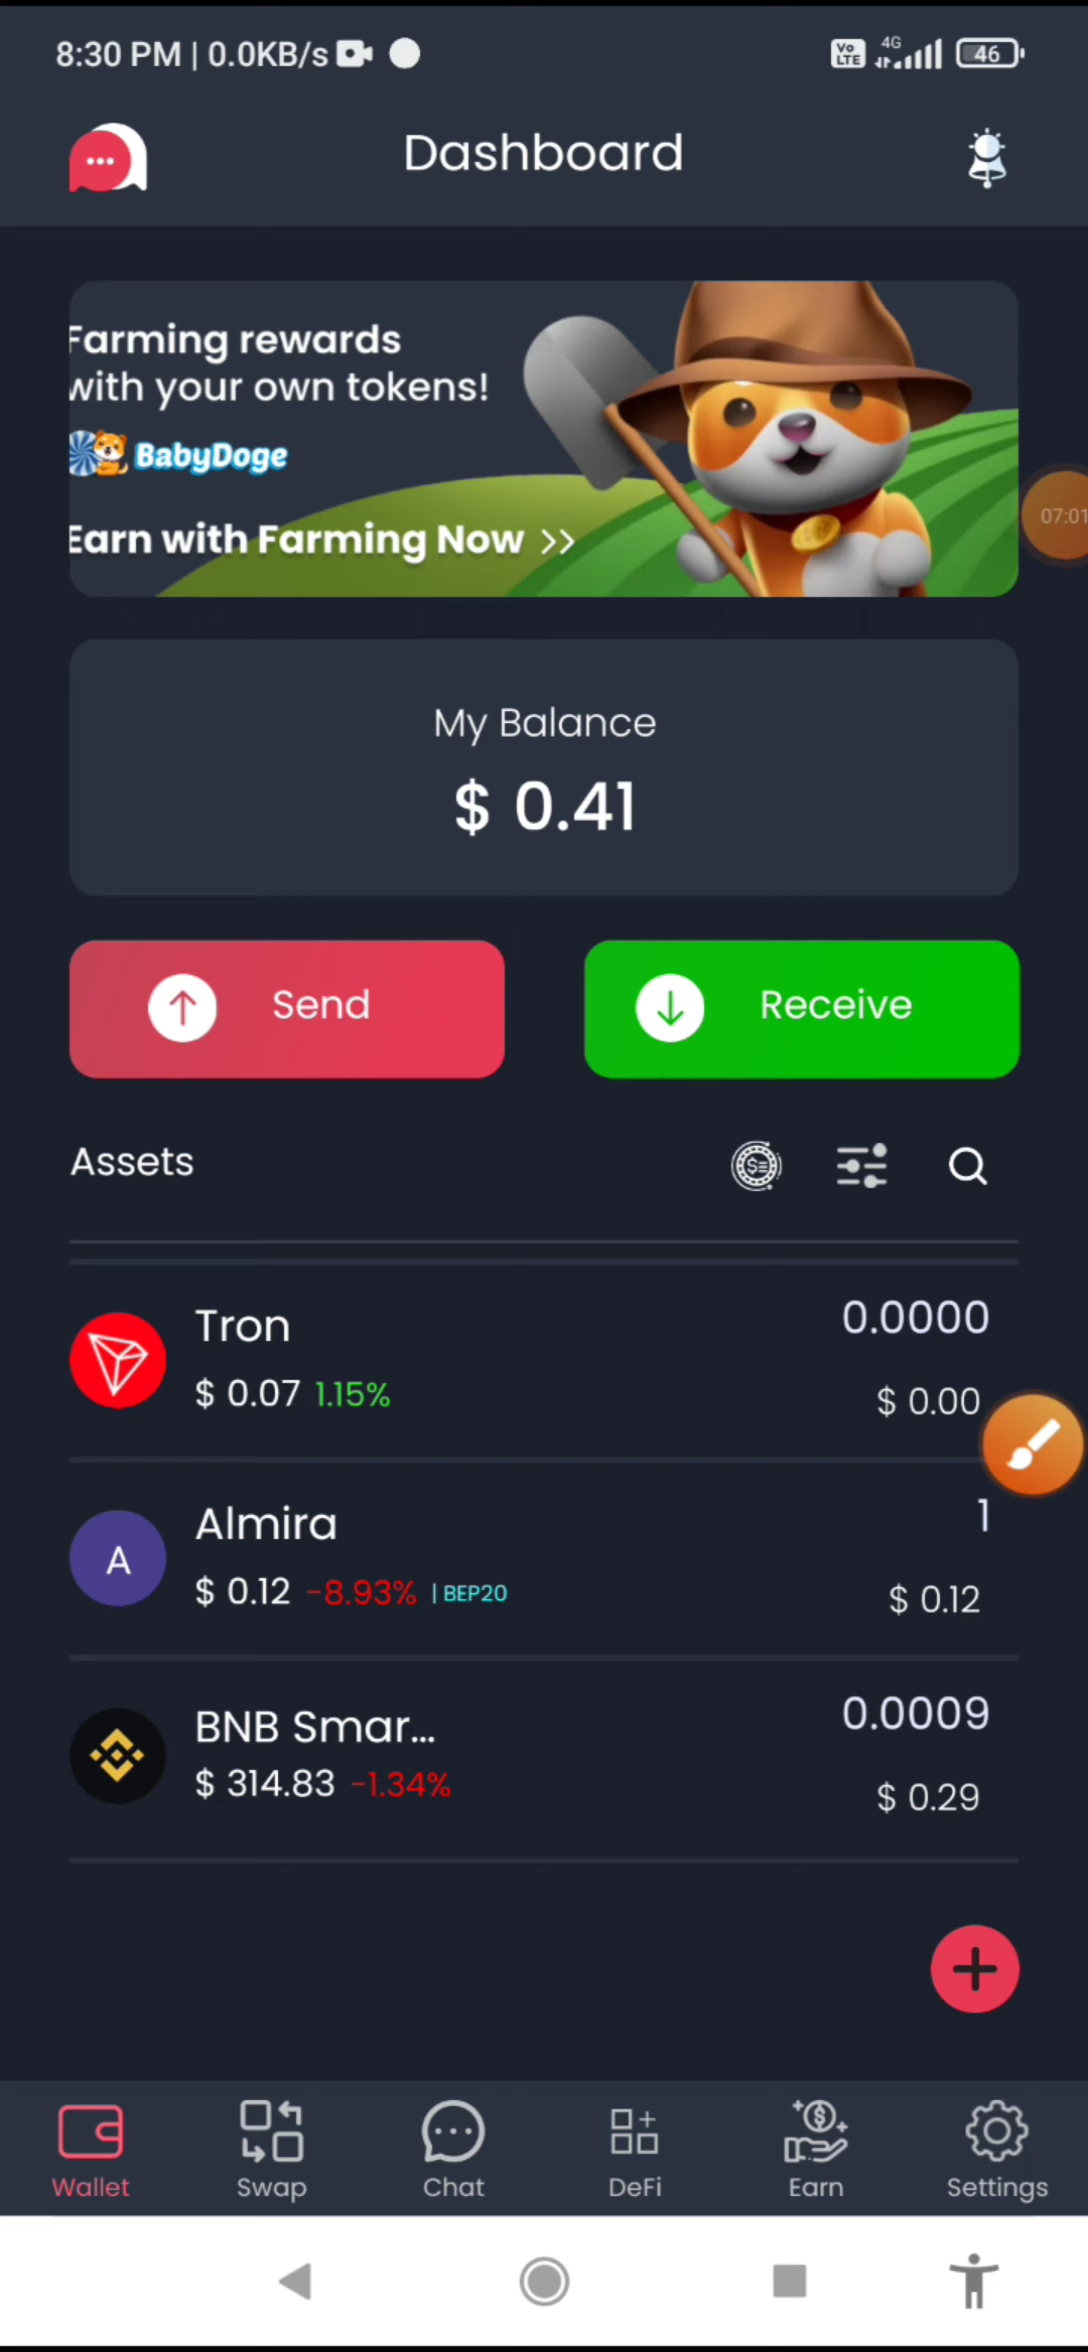 8:30 PM | 0.0KB/s
Vo LTE 4G 46
Dashboard
Farming rewards
with your own tokens!
BabyDoge
Earn with Farming Now >>
07:01
My Balance
$ 0.41
Send
Receive
Assets
Tron
0.0000
$ 0.07 1.15%
$ 0.00
A
Almira
1
$ 0.12 -8.93% | BEP20
$ 0.12
BNB Smar...
0.0009
$ 314.83 -1.34%
$ 0.29
Wallet
Swap
Chat
DeFi
Earn
Settings